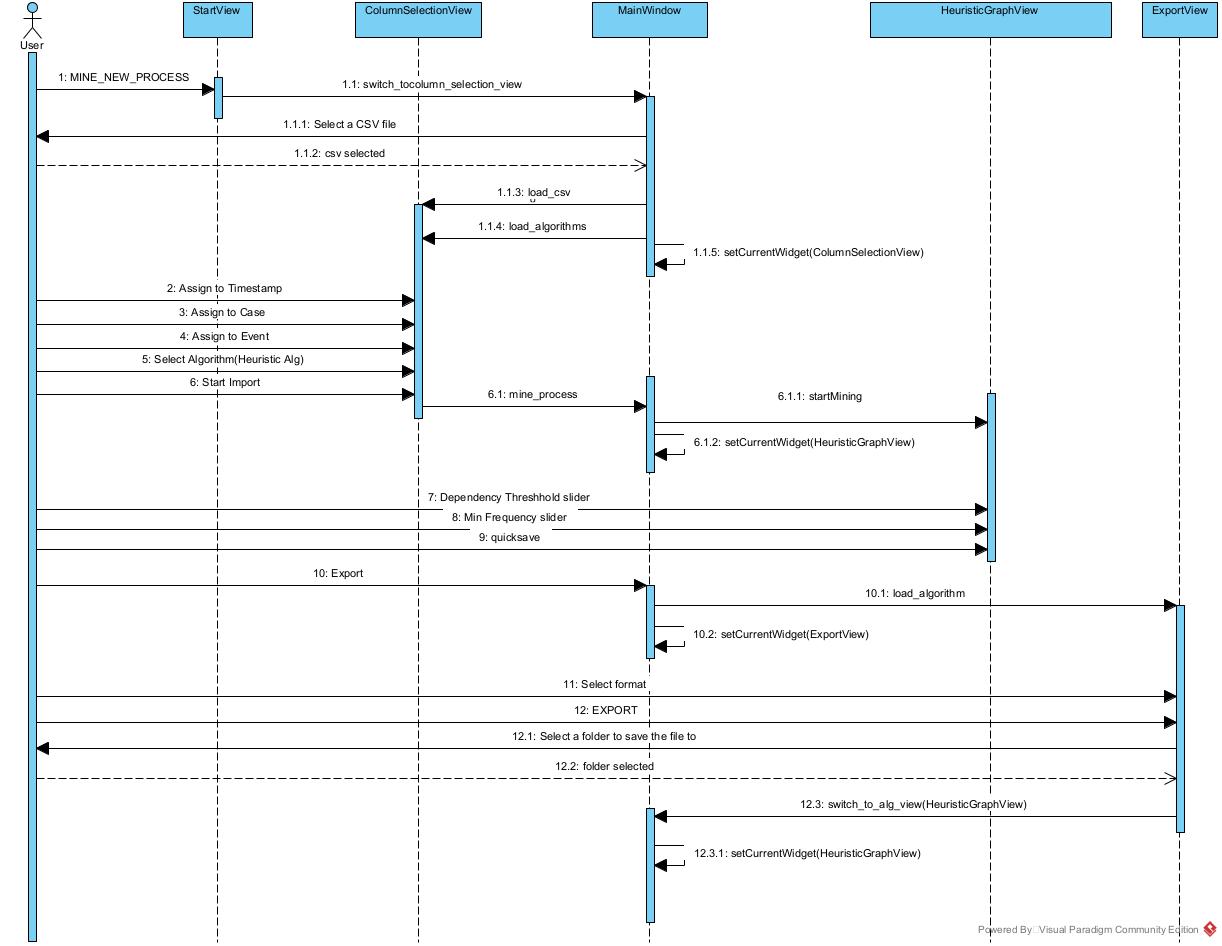 StartView
ColumnSelectionView
MainWindow
HeuristicGraphView
ExportView
User
1: MINE_NEW_PROCESS
1.1: switch_tocolumn_selection_view
1.1.1: Select a CSV file
1.1.2: csv selected
1.1.3: load_csv
1.1.4: load_algorithms
1.1.5: setCurrentWidget(ColumnSelectionView)
2: Assign to Timestamp
3: Assign to Case
4: Assign to Event
5: Select Algorithm(Heuristic Alg)
6: Start Import
6.1: mine_process
6.1.1: startMining
6.1.2: setCurrentWidget(HeuristicGraphView)
7: Dependency Threshhold slider
8: Min Frequency slider
9: quicksave
10: Export
10.1: load_algorithm
10.2: setCurrentWidget(ExportView)
11: Select format
12: EXPORT
12.1: Select a folder to save the file to
12.2: folder selected
12.3: switch_to_alg_view(HeuristicGraphView)
12.3.1: setCurrentWidget(HeuristicGraphView)
Powered By Visual Paradigm Community Edition